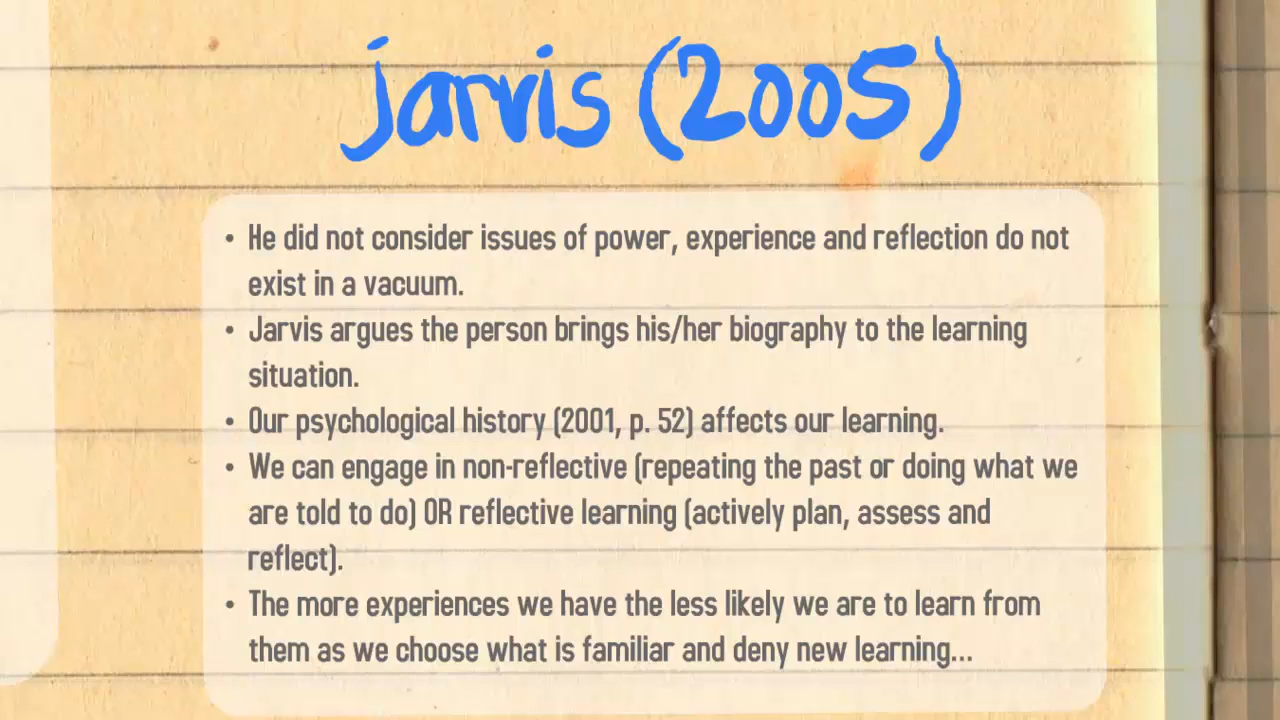 jarvis (2005)
• He did not consider issues of power, experience and reflection do not
exist in a vacuum.
• Jarvis argues the person brings his/her biography to the learning
situation.
• Our psychological history (2001, p. 52) affects our learning.
• We can engage in non-reflective (repeating the past or doing what we
are told to do) OR reflective learning (actively plan, assess and
reflect).
• The more experiences we have the less likely we are to learn from
them as we choose what is familiar and deny new learning...